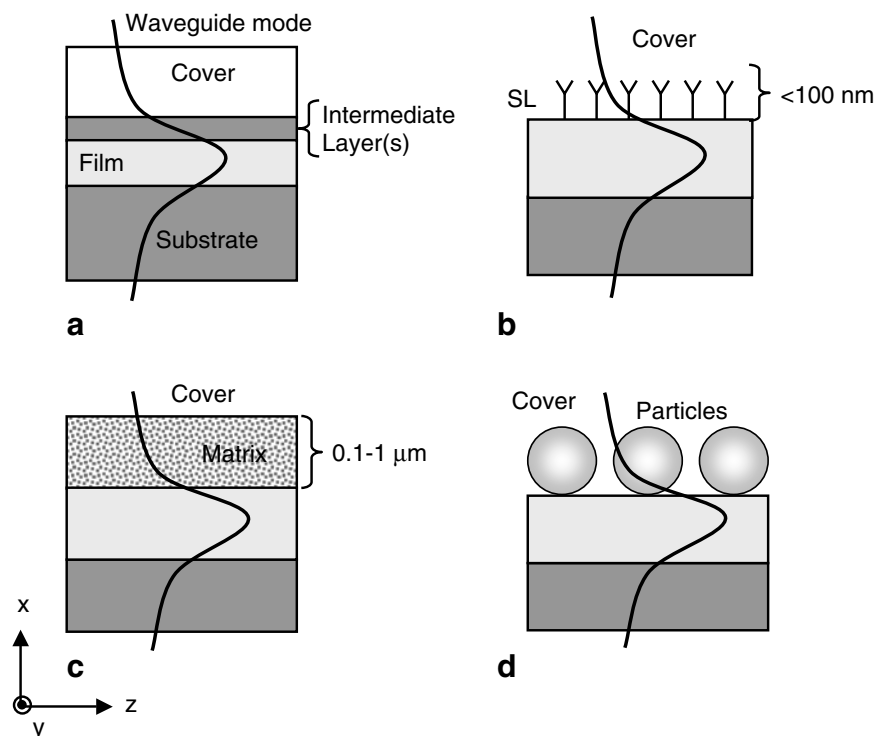 Waveguide mode
Cover
Intermediate
Layer(s)
Film
Substrate
a
Cover
SL
<100 nm
b
Cover
Matrix
0.1-1 μm
c
Cover
Particles
d
x
z
y